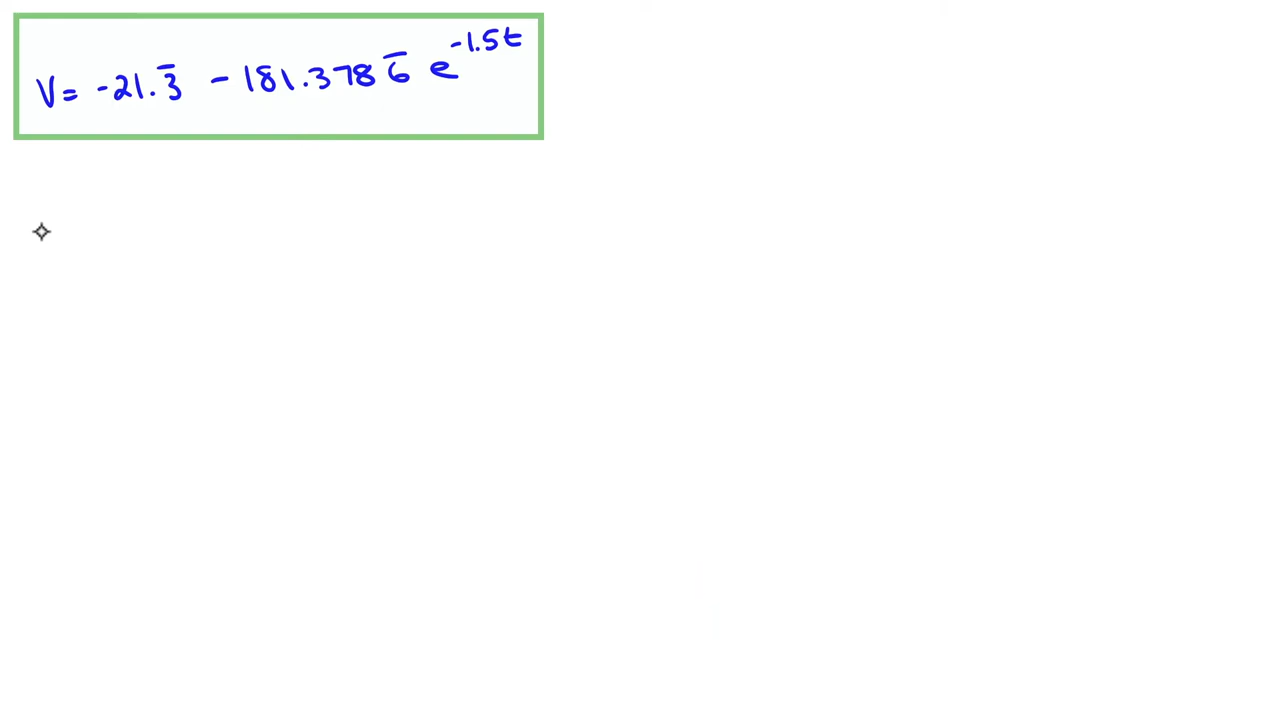 V = -21.3̅ - 181.3786̅ e^{-1.5t}